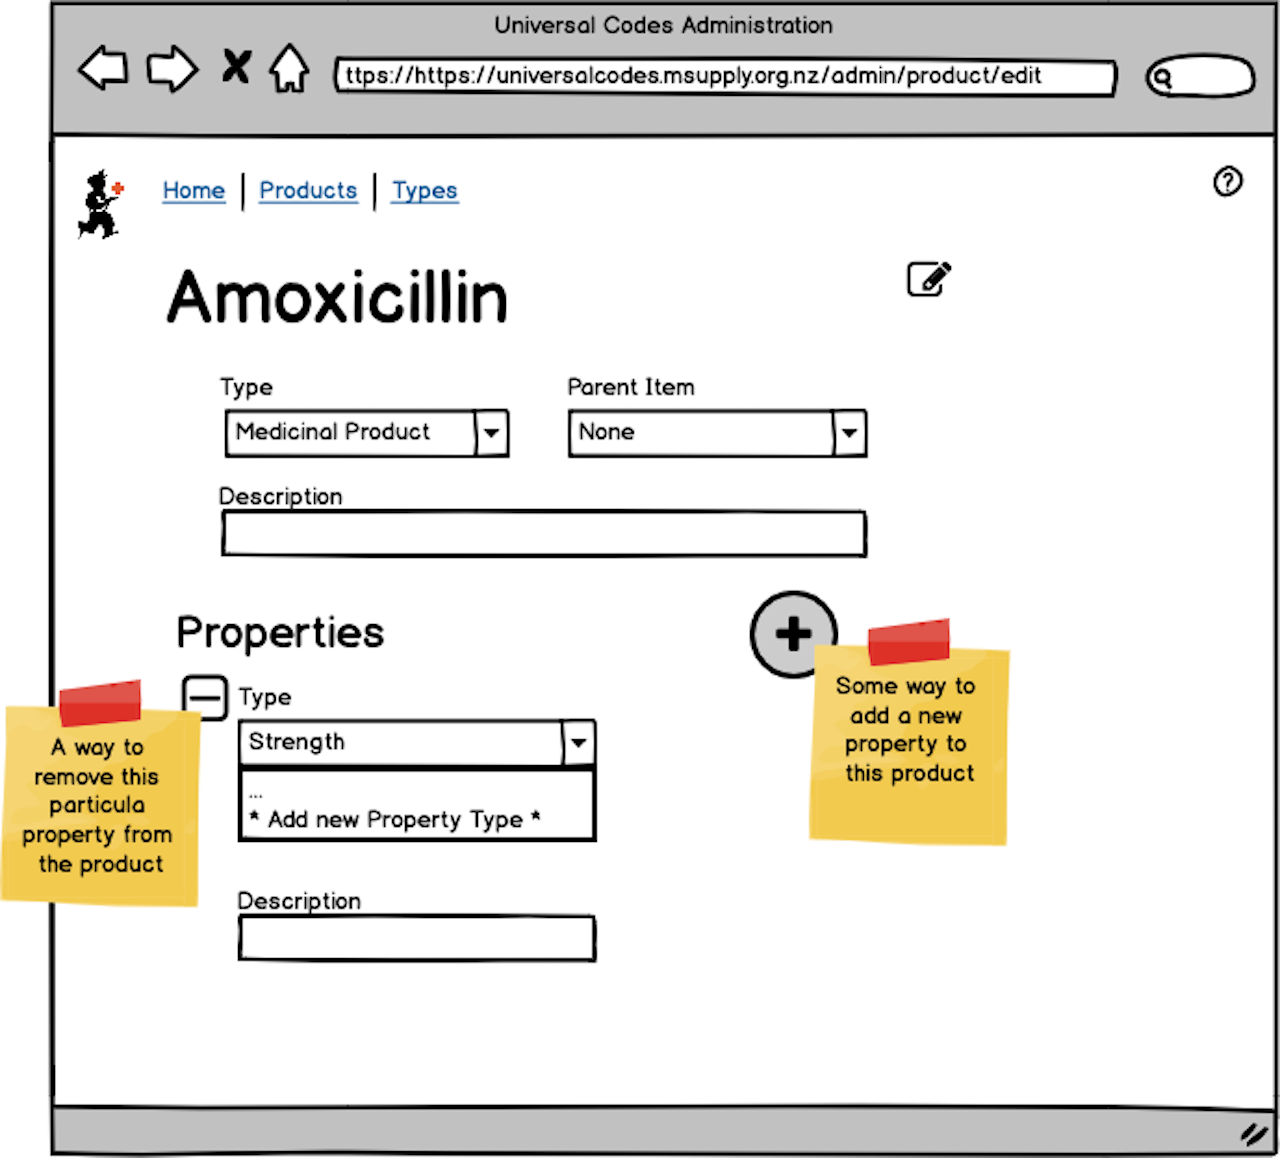 Universal Codes Administration
ttps://https://universalcodes.msupply.org.nz/admin/product/edit
Home | Products | Types
?
Amoxicillin
Type
Parent Item
Medicinal Product
None
Description
Properties
Type
Strength
...
* Add new Property Type *
Description
A way to
remove this
particula
property from
the product
Some way to
add a new
property to
this product